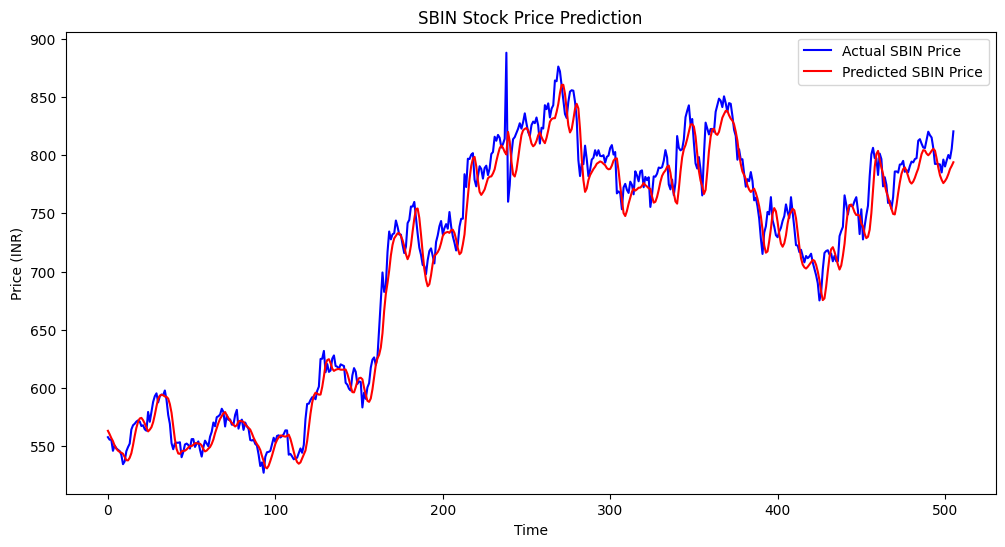 SBIN Stock Price Prediction
Actual SBIN Price
Predicted SBIN Price
Price (INR)
900
850
800
750
700
650
600
550
0 100 200 300 400 500
Time